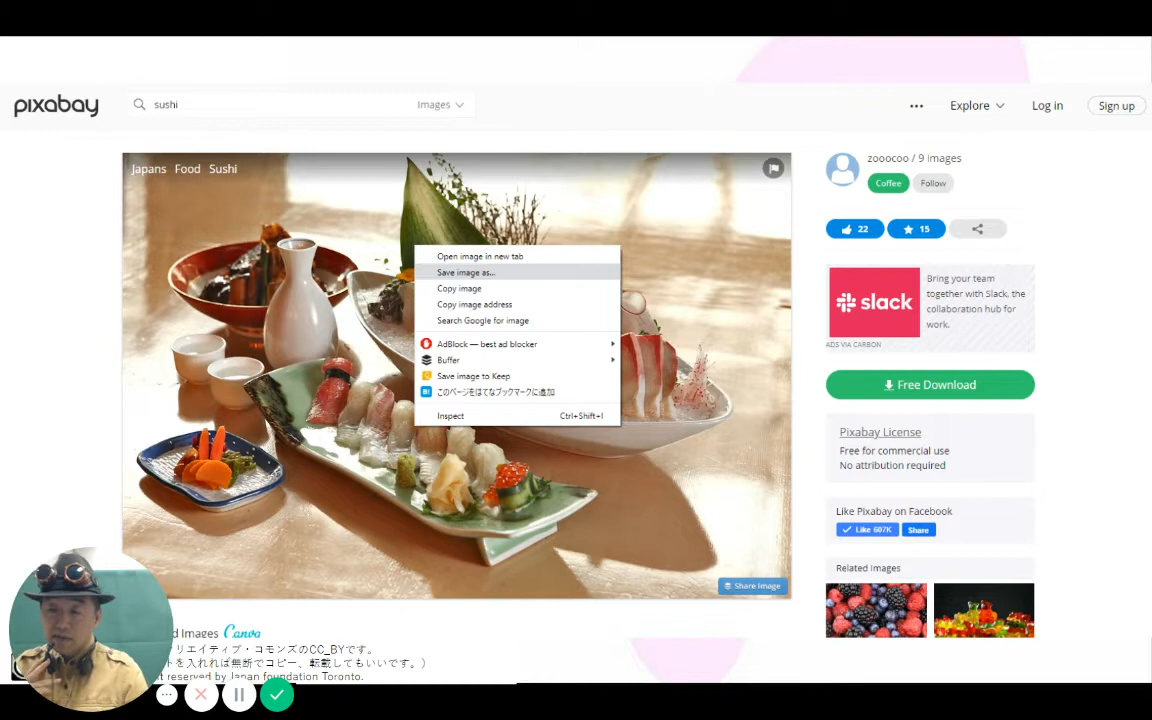 pixabay
sushi
Images
Explore
Log in
Sign up
Japans Food Sushi
zooocoo / 9 images
Coffee
Follow
22
15
Open image in new tab
Save image as...
Copy image
Copy image address
Search Google for image
AdBlock — best ad blocker
Buffer
Save image to Keep
B!
このページをはてなブックマークに追加
Inspect Ctrl+Shift+I
slack
Bring your team
together with Slack, the
collaboration hub for
work.
ADS VIA CARBON
Free Download
Pixabay License
Free for commercial use
No attribution required
Like Pixabay on Facebook
Like 687K
Share
Related Images
Share Image
d Images Canva
リエイティブ・コモンズのCC_BYです。
トを入れれば無断でコピー、転載してもいいです。)
t reserved by Japan foundation Toronto.